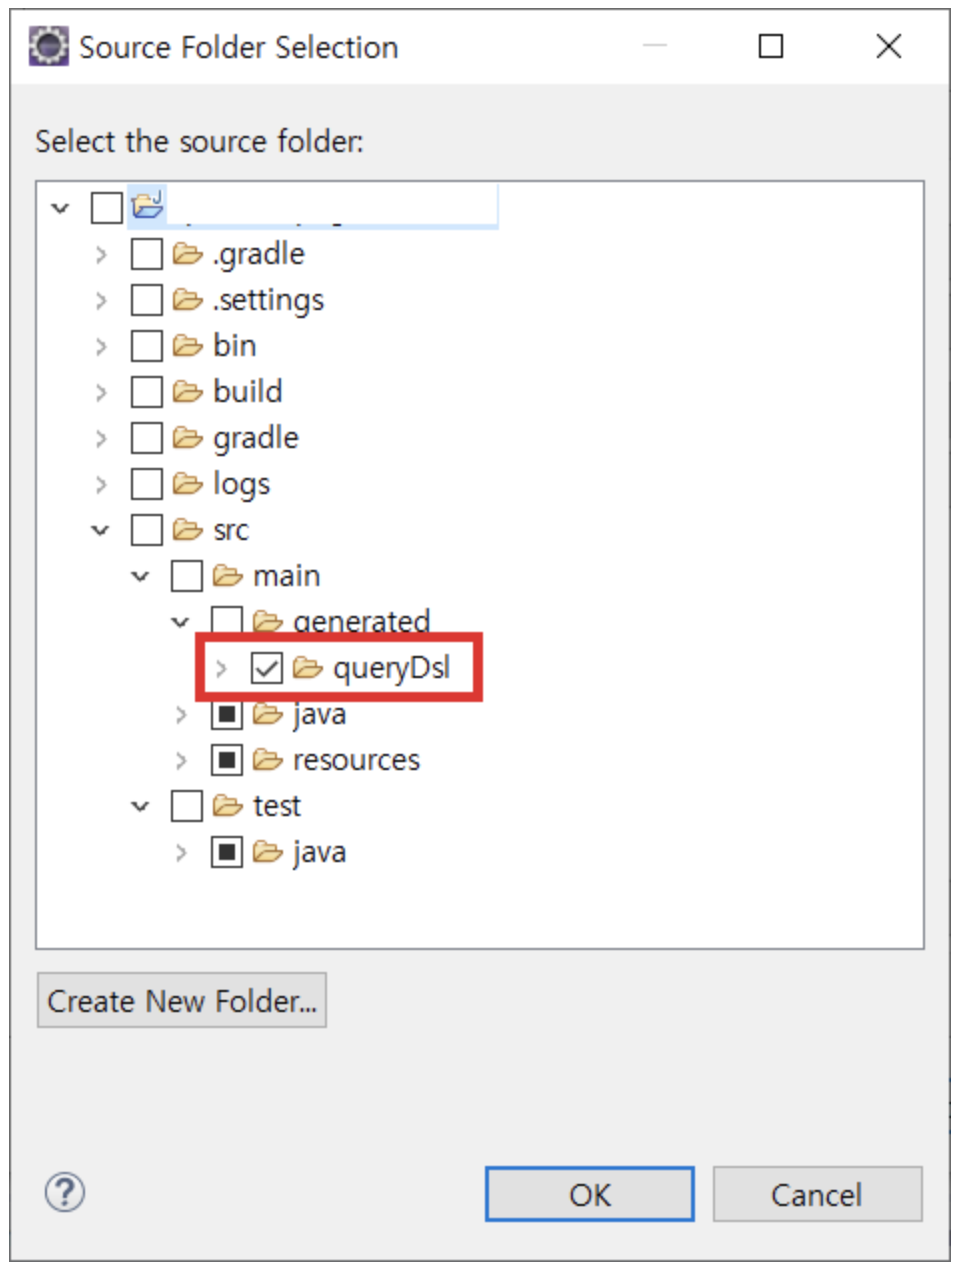 Source Folder Selection
Select the source folder:
.gradle
.settings
bin
build
gradle
logs
src
main
generated
queryDsl
java
resources
test
java
Create New Folder...
OK
Cancel